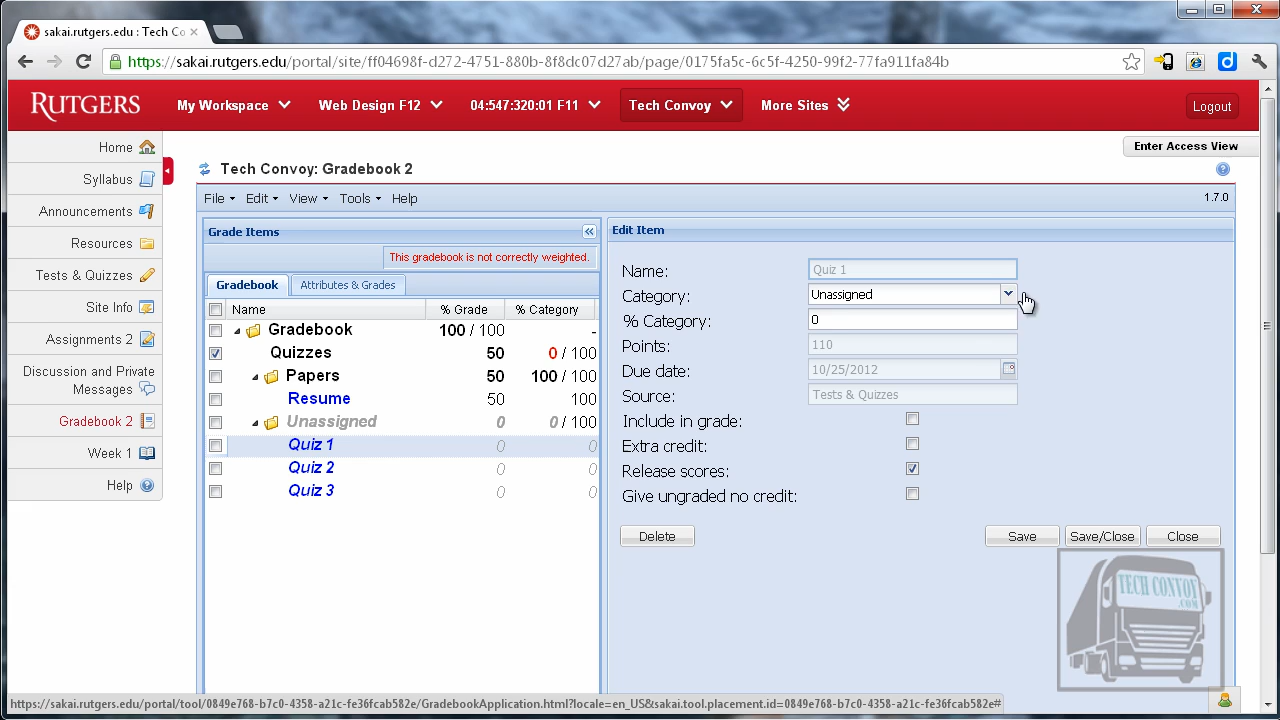 sakai.rutgers.edu : Tech Co
https://sakai.rutgers.edu/portal/site/ff04698f-d272-4751-88db-8f8dc07d27ab/page/0175fa5c-6c5f-4250-99f2-77fa911fa84b
RUTGERS My Workspace Web Design F12 04:547:320:01 F11 Tech Convoy More Sites Logout
Enter Access View
Home
Syllabus
Announcements
Resources
Tests & Quizzes
Site Info
Assignments 2
Discussion and Private
Messages
Gradebook 2
Week 1
Help
Tech Convoy: Gradebook 2
File Edit View Tools Help 1.7.0
Grade Items
This gradebook is not correctly weighted.
Gradebook Attributes & Grades
Name % Grade % Category
Gradebook 100 / 100 -
Quizzes 50 0 / 100
Papers 50 100 / 100
Resume 50 100
Unassigned 0 0 / 100
Quiz 1 0 0
Quiz 2 0 0
Quiz 3 0 0
Edit Item
Name: Quiz 1
Category: Unassigned
% Category: 0
Points: 110
Due date: 10/25/2012
Source: Tests & Quizzes
Include in grade:
Extra credit:
Release scores:
Give ungraded no credit:
Delete Save Save/Close Close
TECH CONVOY
.COM
https://sakai.rutgers.edu/portal/tool/0849e768-b7c0-4358-a21c-fe36fcab582e/GradebookApplication.html?locale=en_US&sakai.tool.placement.id=0849e768-b7c0-4358-a21c-fe36fcab582e#